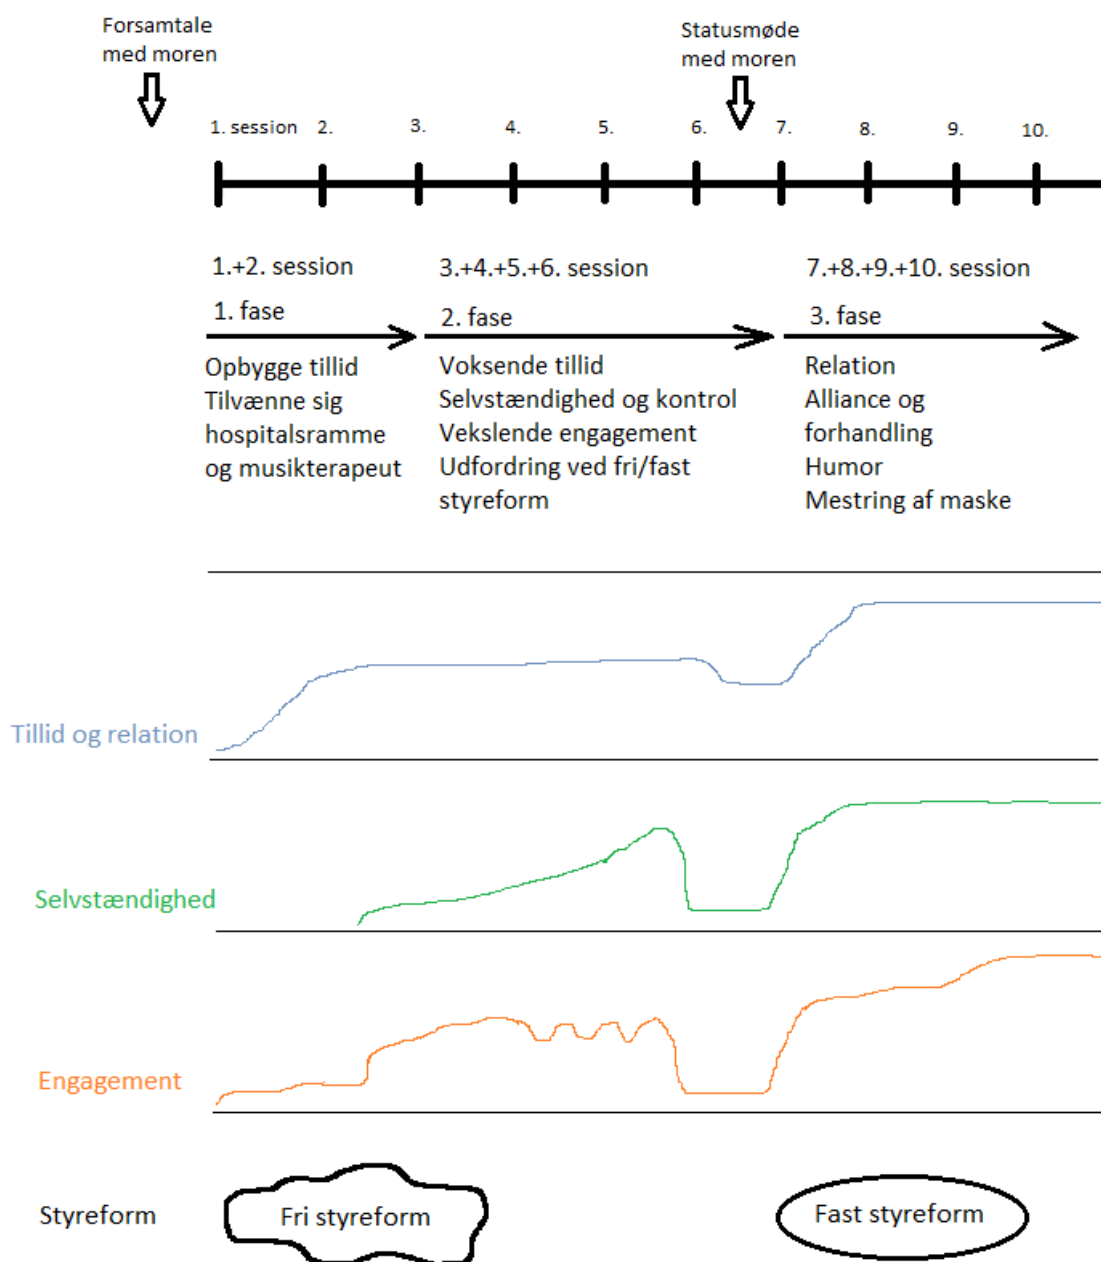 Forsamtale
med moren
Statusmøde
med moren
1. session 2. 3. 4. 5. 6. 7. 8. 9. 10.
1.+2. session
3.+4.+5.+6. session
7.+8.+9.+10. session
1. fase
2. fase
3. fase
Opbygge tillid
Tilvænne sig
hospitalsramme
og musikterapeut
Voksende tillid
Selvstændighed og kontrol
Vekslende engagement
Udfordring ved fri/fast
styreform
Relation
Alliance og
forhandling
Humor
Mestring af maske
Tillid og relation
Selvstændighed
Engagement
Styreform
Fri styreform
Fast styreform